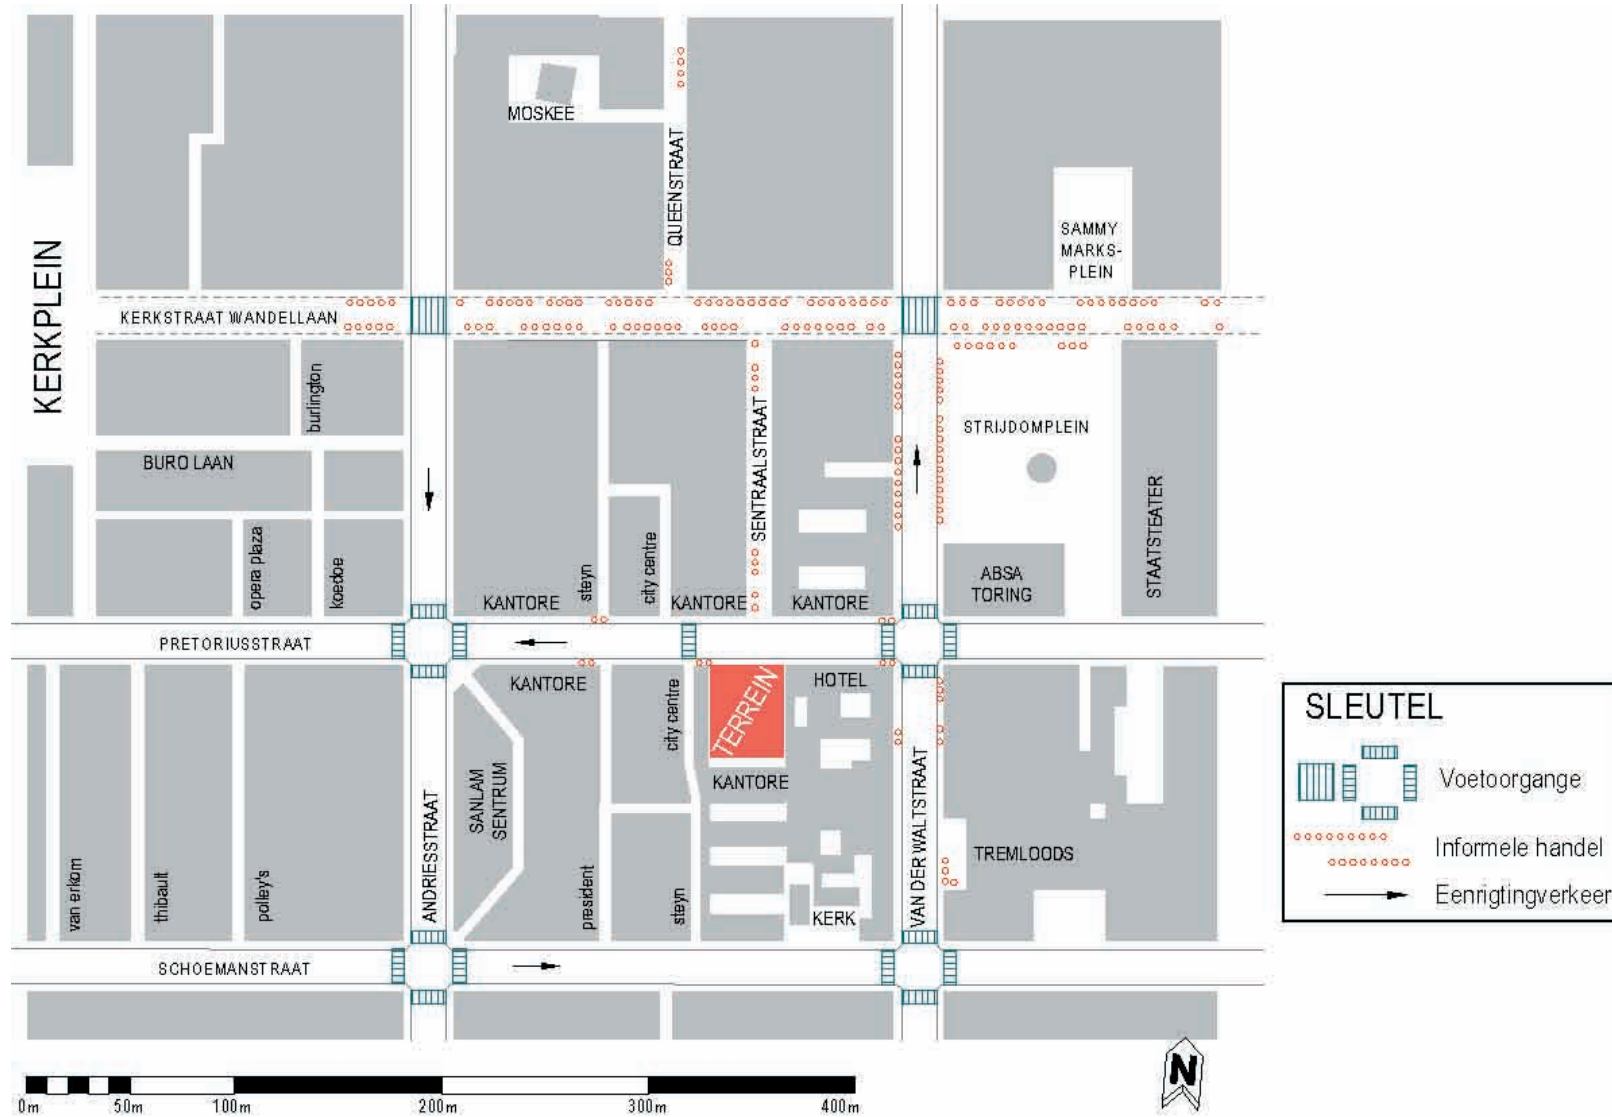 MOSKEE
QUEENSTRAAT
SAMMY
MARKS-
PLEIN
KERKPLEIN
KERKSTRAAT WANDELLAAN
burlington
BURO LAAN
SENTRAALSTRAAT
STRIJDOMPLEIN
opera plaza
koedoe
steyn
city centre
STAATSTEATER
ABSA
TORING
KANTORE
KANTORE
KANTORE
PRETORIUSSTRAAT
KANTORE
city centre
TERREIN
HOTEL
KANTORE
SANLAM
SENTRUM
ANDRIESSTRAAT
VAN DER WALTSTRAAT
TREMLOODS
van erkom
thibault
polley's
president
steyn
KERK
SCHOEMANSTRAAT
SLEUTEL
Voetoorgange
Informele handel
Eenrigtingverkeer
N
0m 50m 100m 200m 300m 400m